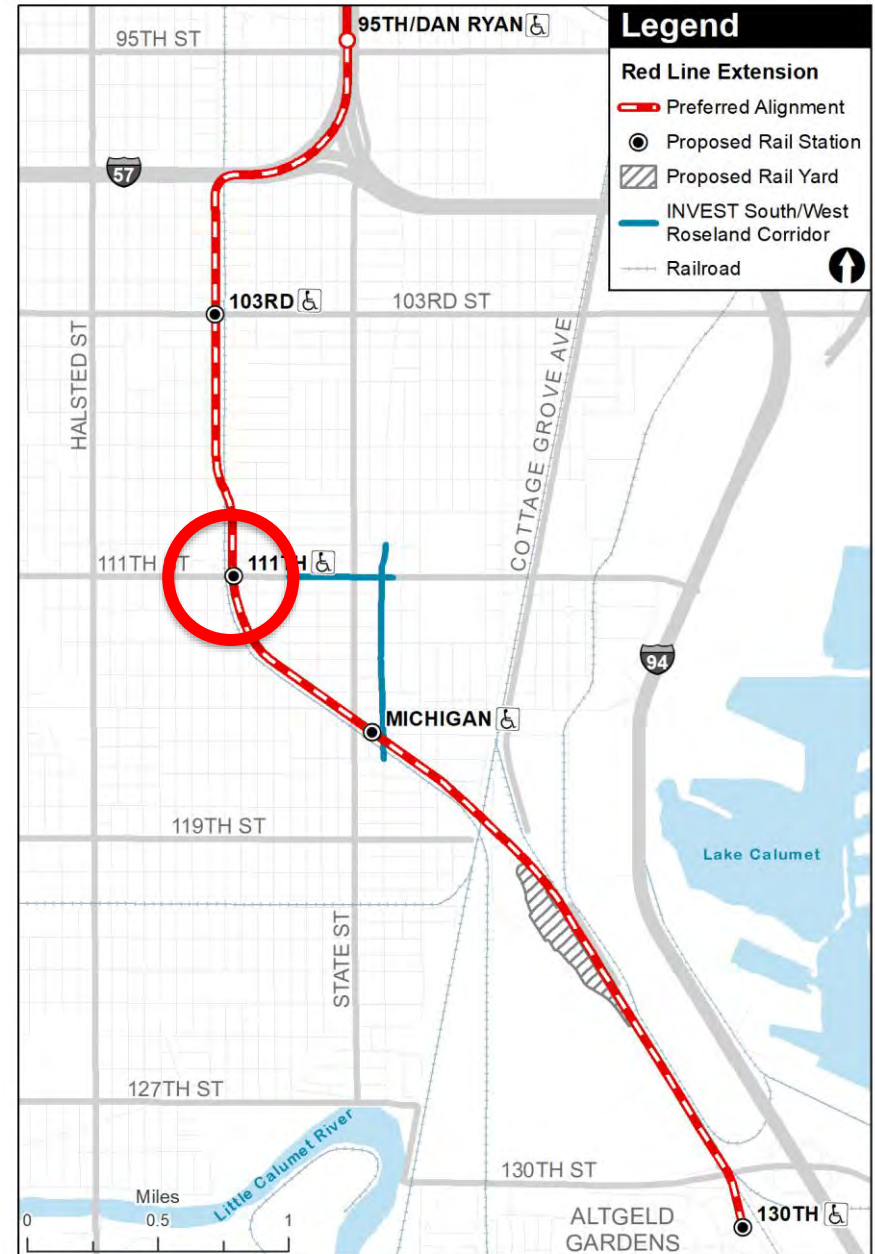 95TH/DAN RYAN
95TH ST
Legend
Red Line Extension
Preferred Alignment
Proposed Rail Station
Proposed Rail Yard
INVEST South/West
Roseland Corridor
Railroad
57
103RD
103RD ST
HALSTED ST
COTTAGE GROVE AVE
111TH ST
111TH
94
MICHIGAN
119TH ST
Lake Calumet
STATE ST
127TH ST
Little Calumet River
130TH ST
Miles
0 0.5 1
ALTGELD
GARDENS
130TH